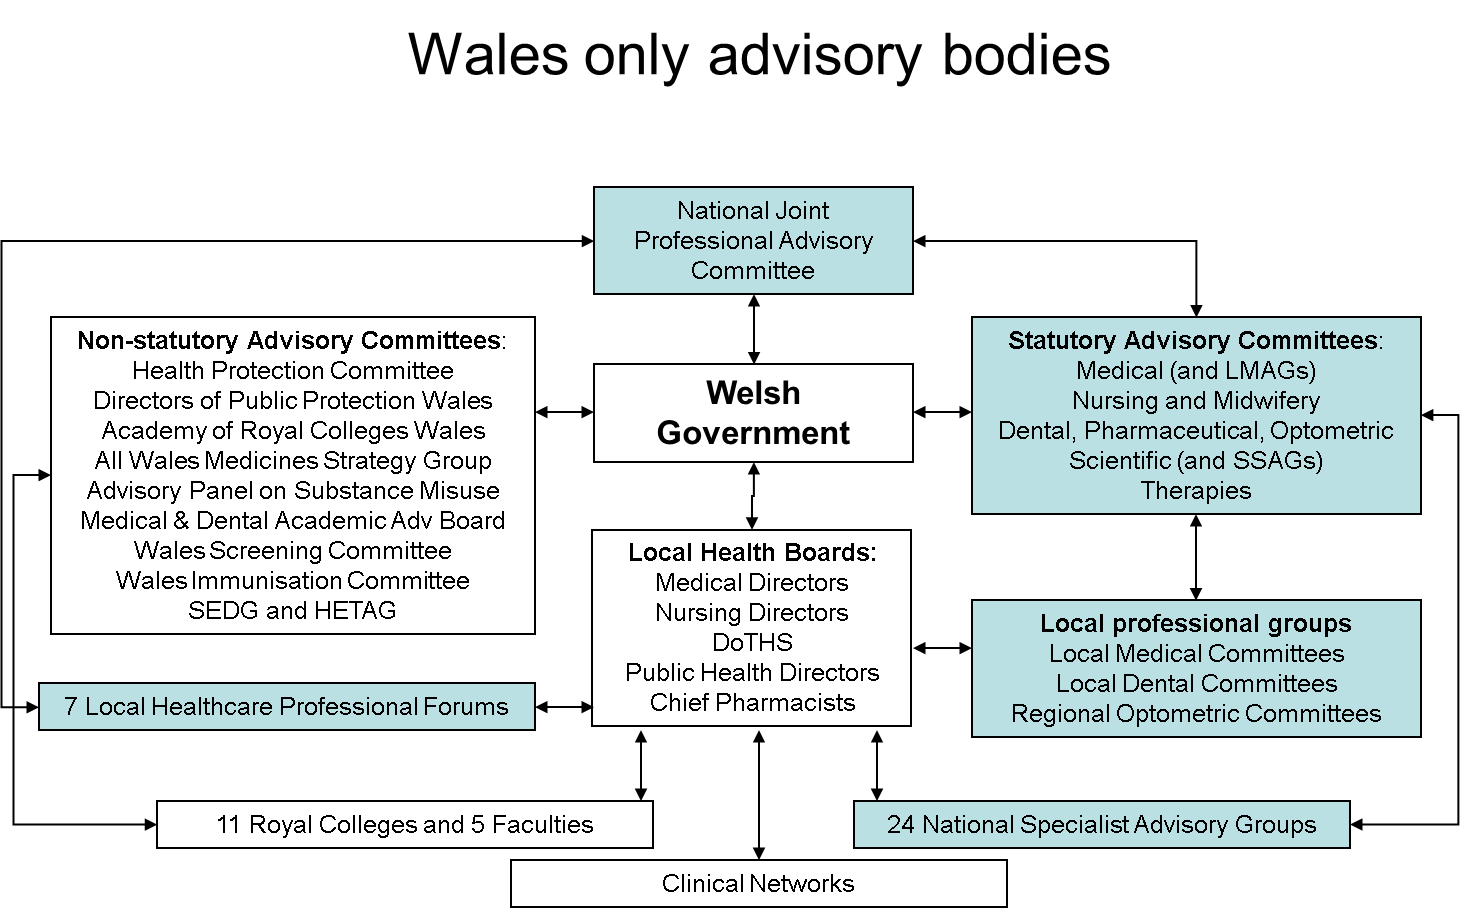 Wales only advisory bodies
National Joint
Professional Advisory
Committee
Non-statutory Advisory Committees:
Health Protection Committee
Directors of Public Protection Wales
Academy of Royal Colleges Wales
All Wales Medicines Strategy Group
Advisory Panel on Substance Misuse
Medical & Dental Academic Adv Board
Wales Screening Committee
Wales Immunisation Committee
SEDG and HETAG
Welsh
Government
Statutory Advisory Committees:
Medical (and LMAGs)
Nursing and Midwifery
Dental, Pharmaceutical, Optometric
Scientific (and SSAGs)
Therapies
Local Health Boards:
Medical Directors
Nursing Directors
DoTHS
Public Health Directors
Chief Pharmacists
Local professional groups
Local Medical Committees
Local Dental Committees
Regional Optometric Committees
7 Local Healthcare Professional Forums
11 Royal Colleges and 5 Faculties
24 National Specialist Advisory Groups
Clinical Networks